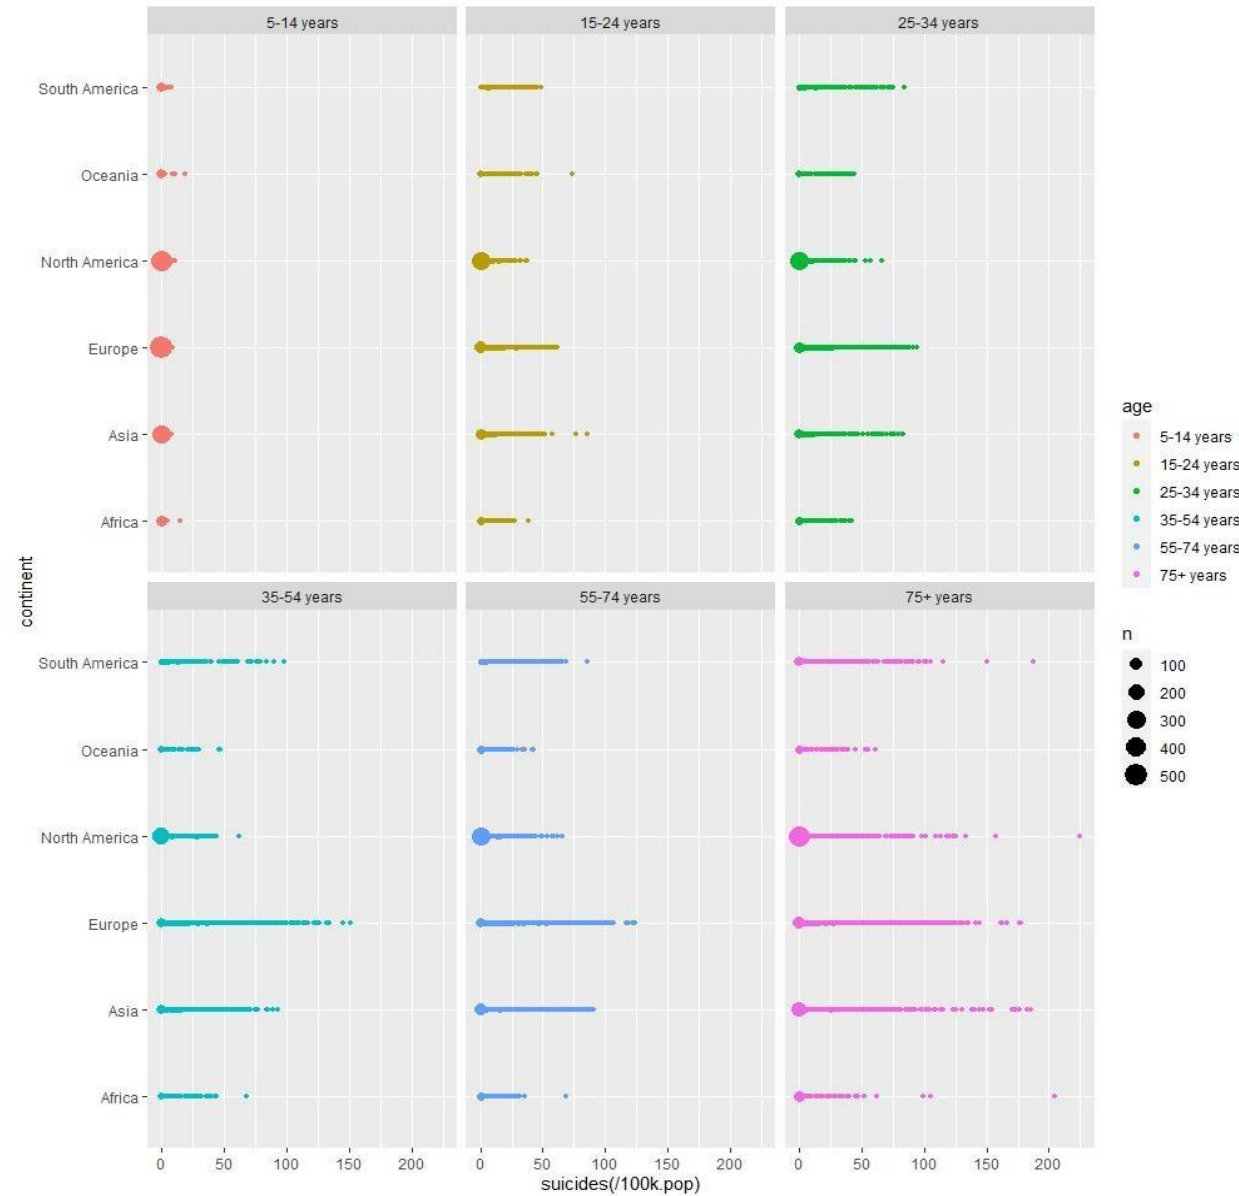 5-14 years
15-24 years
25-34 years
South America
Oceania
North America
Europe
Asia
Africa
continent
35-54 years
55-74 years
75+ years
South America
Oceania
North America
Europe
Asia
Africa
0 50 100 150 200
0 50 100 150 200
0 50 100 150 200
suicides(/100k.pop)
age
5-14 years
15-24 years
25-34 years
35-54 years
55-74 years
75+ years
n
100
200
300
400
500